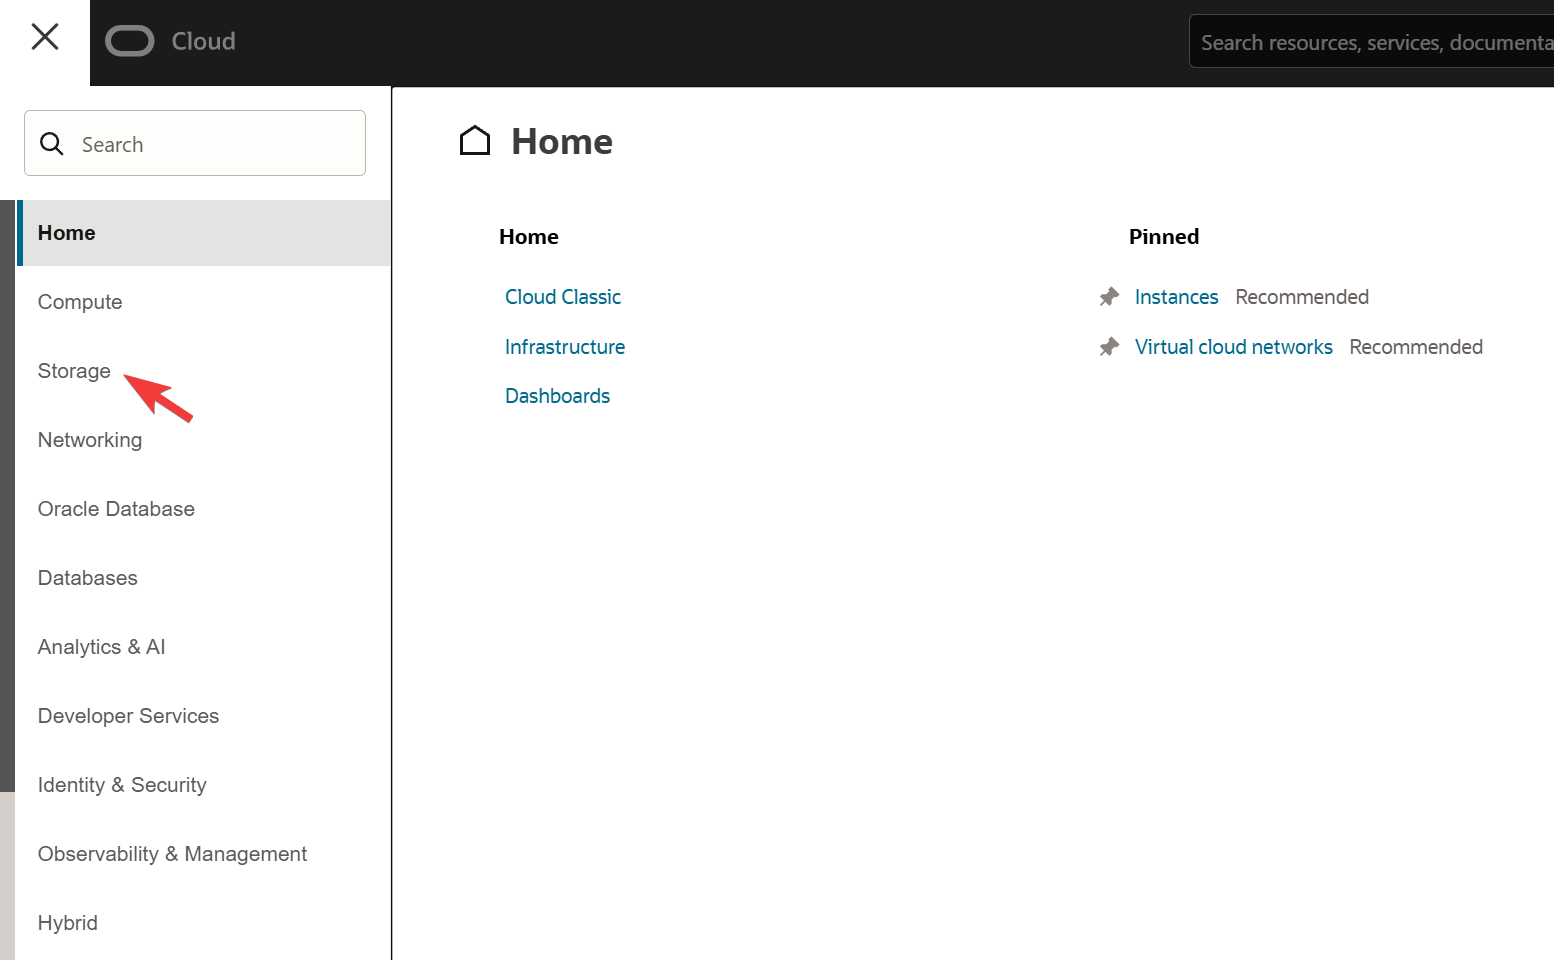 Cloud
Search resources, services, documenta
Search
Home
Compute
Storage
Networking
Oracle Database
Databases
Analytics & AI
Developer Services
Identity & Security
Observability & Management
Hybrid
Home
Home
Cloud Classic
Infrastructure
Dashboards
Pinned
Instances Recommended
Virtual cloud networks Recommended